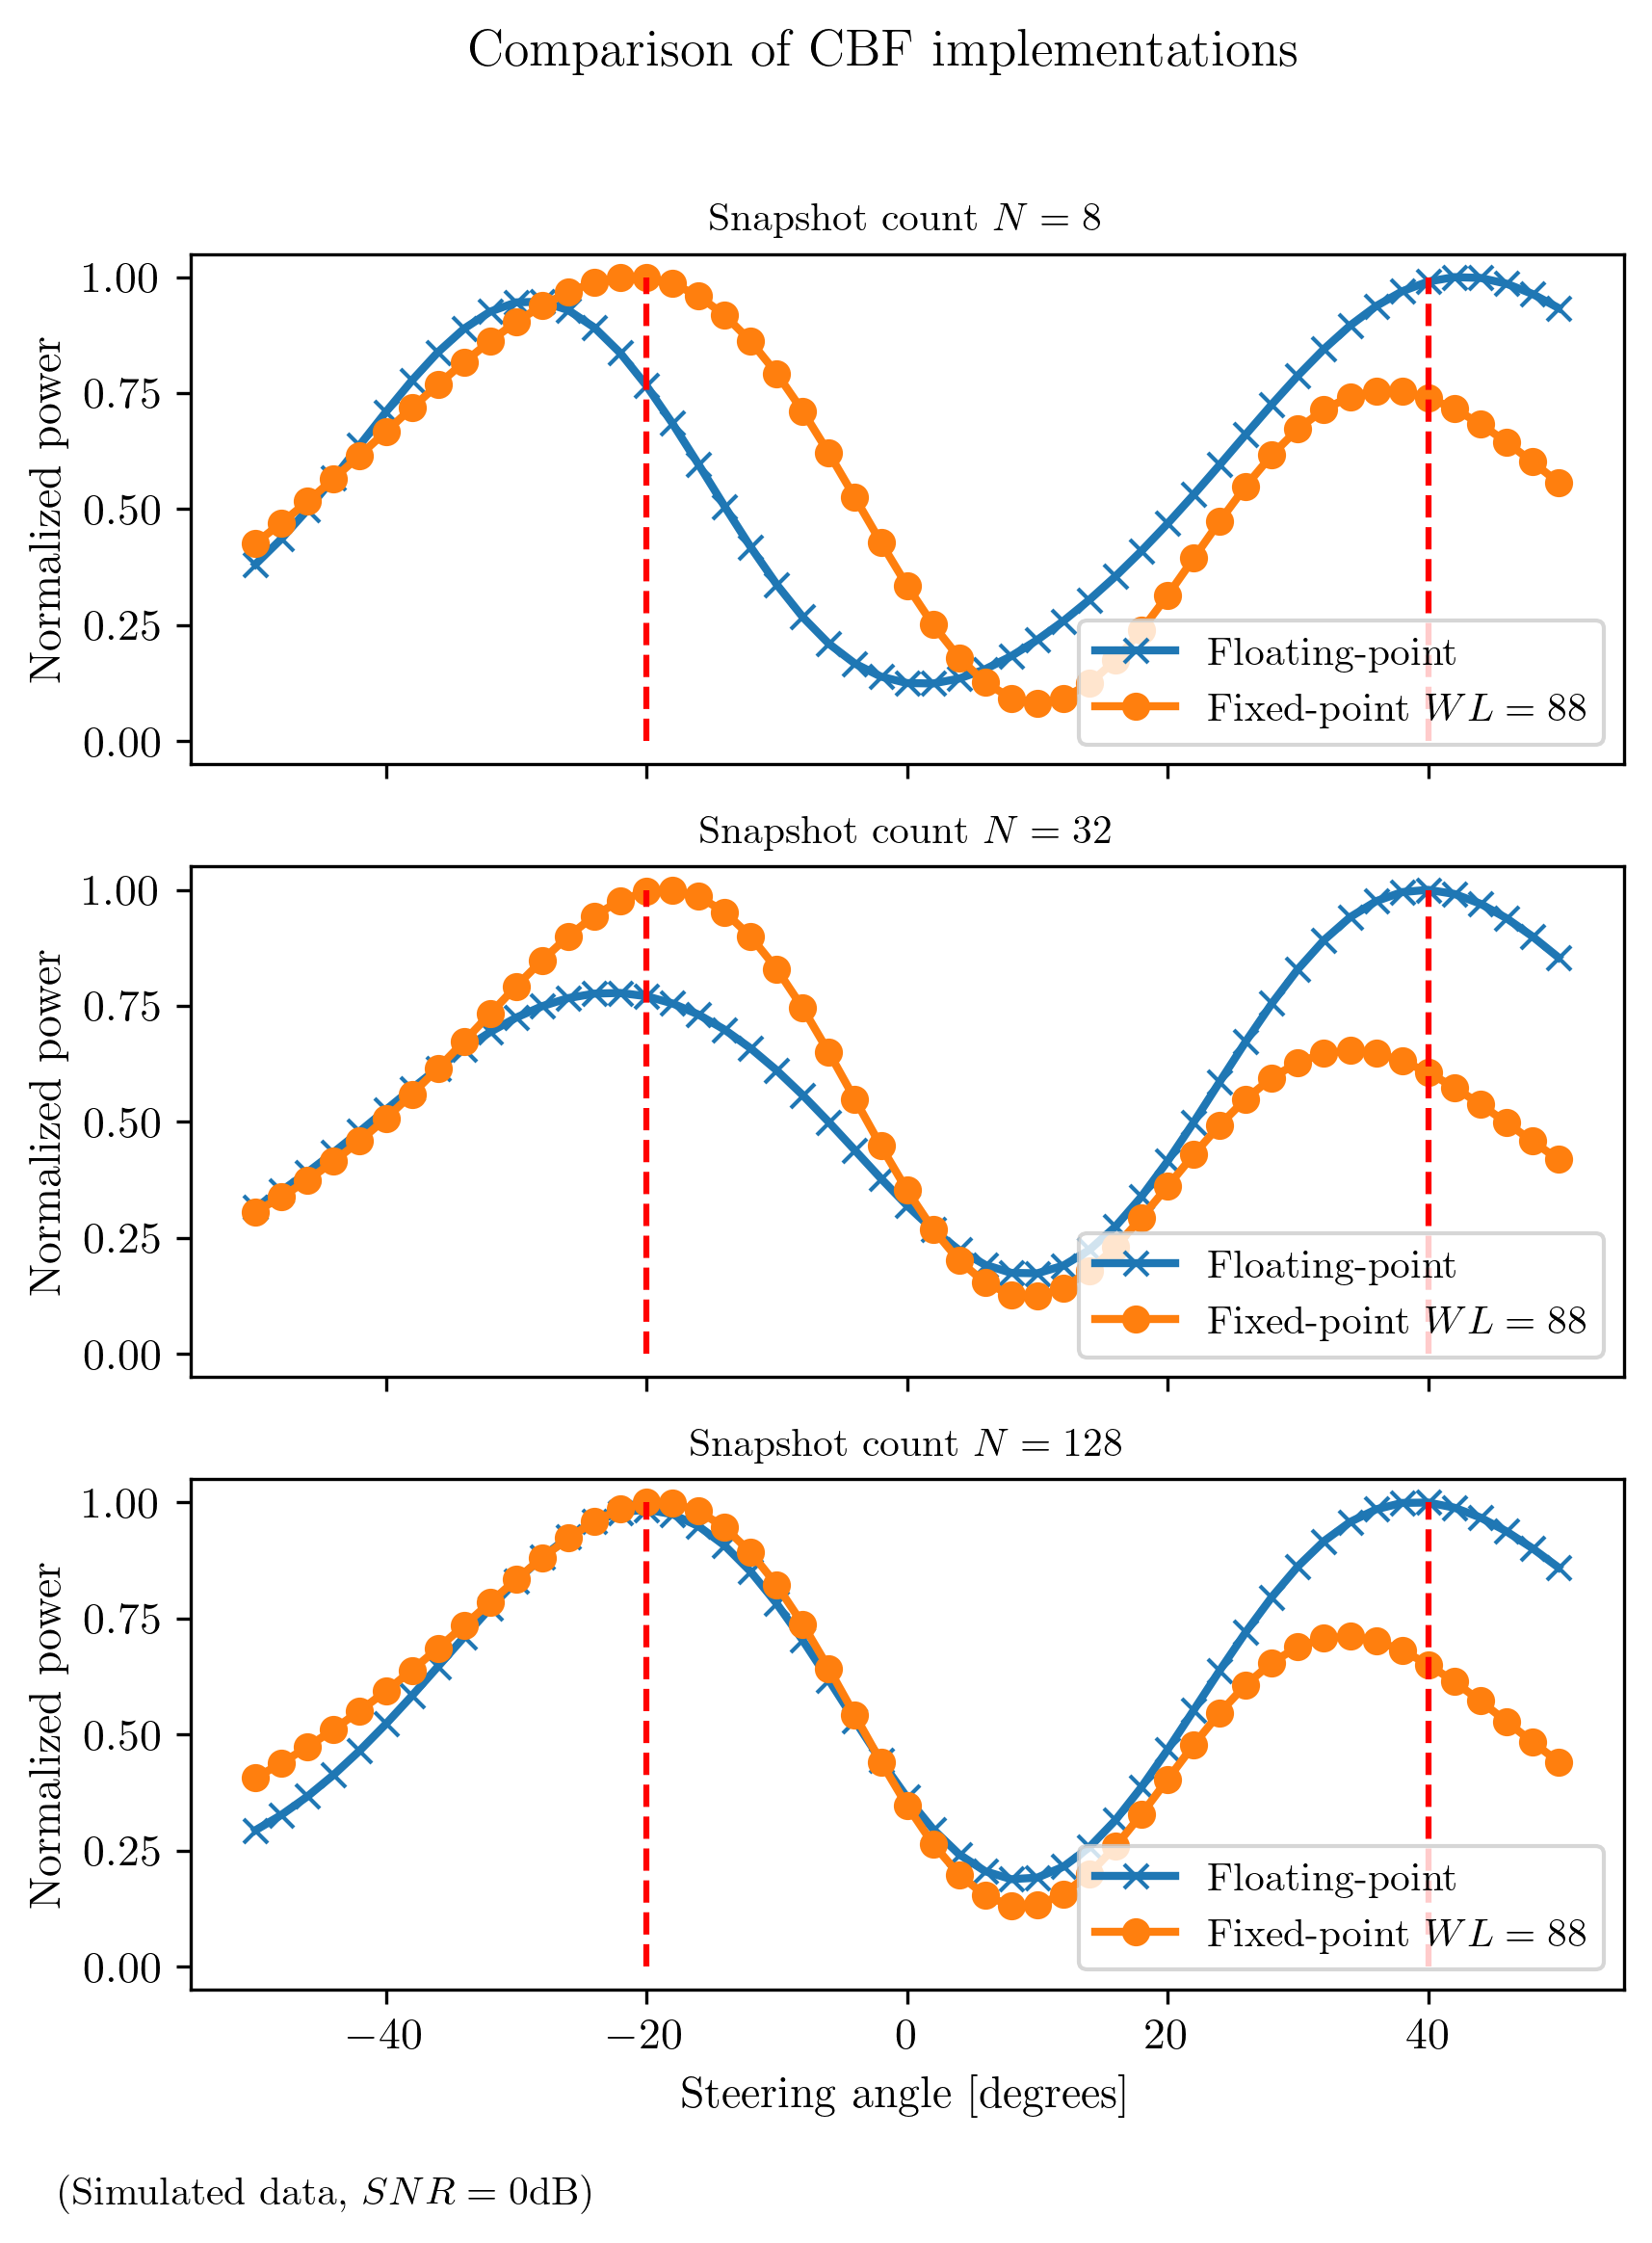 Comparison of CBF implementations
Snapshot count N = 8
Normalized power
1.00
0.75
0.50
0.25
0.00
Floating-point
Fixed-point WL = 88
Snapshot count N = 32
Normalized power
1.00
0.75
0.50
0.25
0.00
Floating-point
Fixed-point WL = 88
Snapshot count N = 128
Normalized power
1.00
0.75
0.50
0.25
0.00
Floating-point
Fixed-point WL = 88
−40 −20 0 20 40
Steering angle [degrees]
(Simulated data, SNR = 0dB)